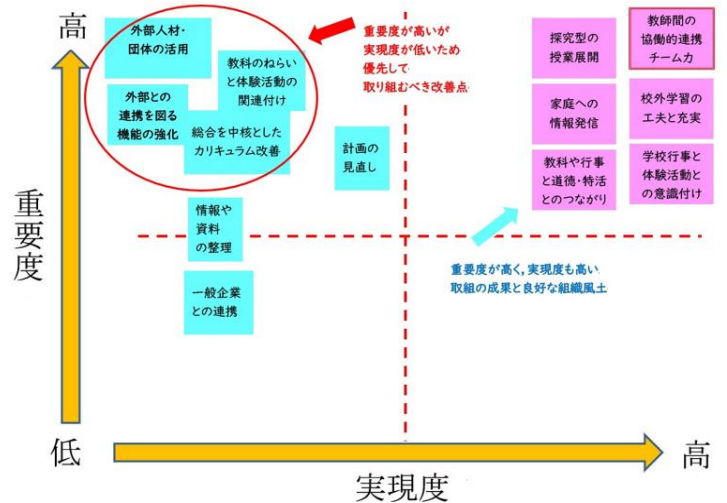 高
外部人材・
団体の活用
教科のねらい
と体験活動の
関連付け
外部との
連携を図る
機能の強化
総合を中核とした
カリキュラム改善
重要度が高いが
実現度が低いため
優先して
取り組むべき改善点
計画の
見直し
探究型の
授業展開
教師間の
協働的連携
チーム力
家庭への
情報発信
校外学習の
工夫と充実
教科や行事
と道徳・特活
とのつながり
学校行事と
体験活動と
の意識付け
重要度
情報や
資料
の整理
一般企業
との連携
重要度が高く，実現度も高い
取組の成果と良好な組織風土
低
高
実現度